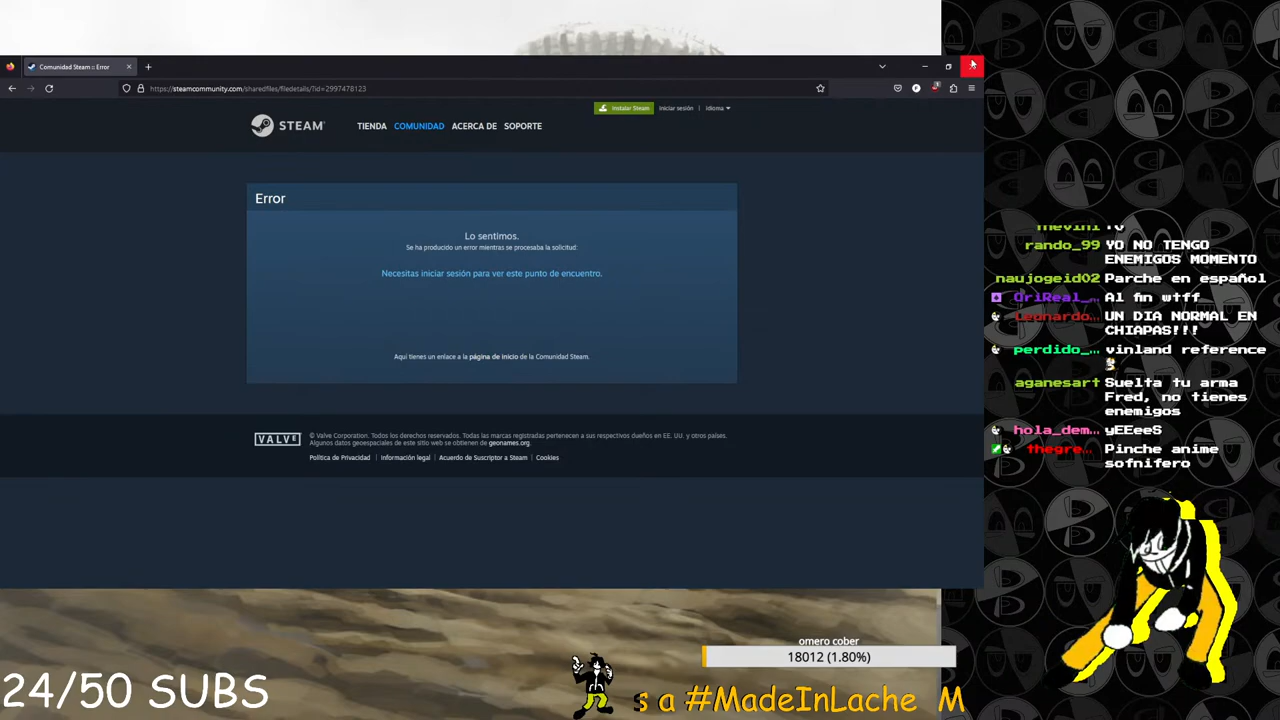 Comunidad Steam :: Error
https://steamcommunity.com/sharedfiles/filedetails/?id=2997478123
Instalar Steam
iniciar sesión
idioma
STEAM
TIENDA
COMUNIDAD
ACERCA DE
SOPORTE
Error
Lo sentimos.
Se ha producido un error mientras se procesaba la solicitud:
Necesitas iniciar sesión para ver este punto de encuentro.
Aquí tienes un enlace a la página de inicio de la Comunidad Steam.
VALVE
© Valve Corporation. Todos los derechos reservados. Todas las marcas registradas pertenecen a sus respectivos dueños en EE. UU. y otros países.
Algunos datos geoespaciales de este sitio web se obtienen de geonames.org.
Política de Privacidad | Información legal | Acuerdo de Suscriptor a Steam | Cookies
rando_99 YO NO TENGO
ENEMIGOS MOMENTO
naujogeid02 Parche en español
OriReal_... Al fin wtff
Leonardo... UN DIA NORMAL EN
CHIAPAS!!!
perdido_... vinland reference
aganesart Suelta tu arma
Fred, no tienes
enemigos
hola_dem... yEEeeS
thegre... Pinche anime
sofnifero
omero cober
18012 (1.80%)
24/50 SUBS
s a #MadeInLache M